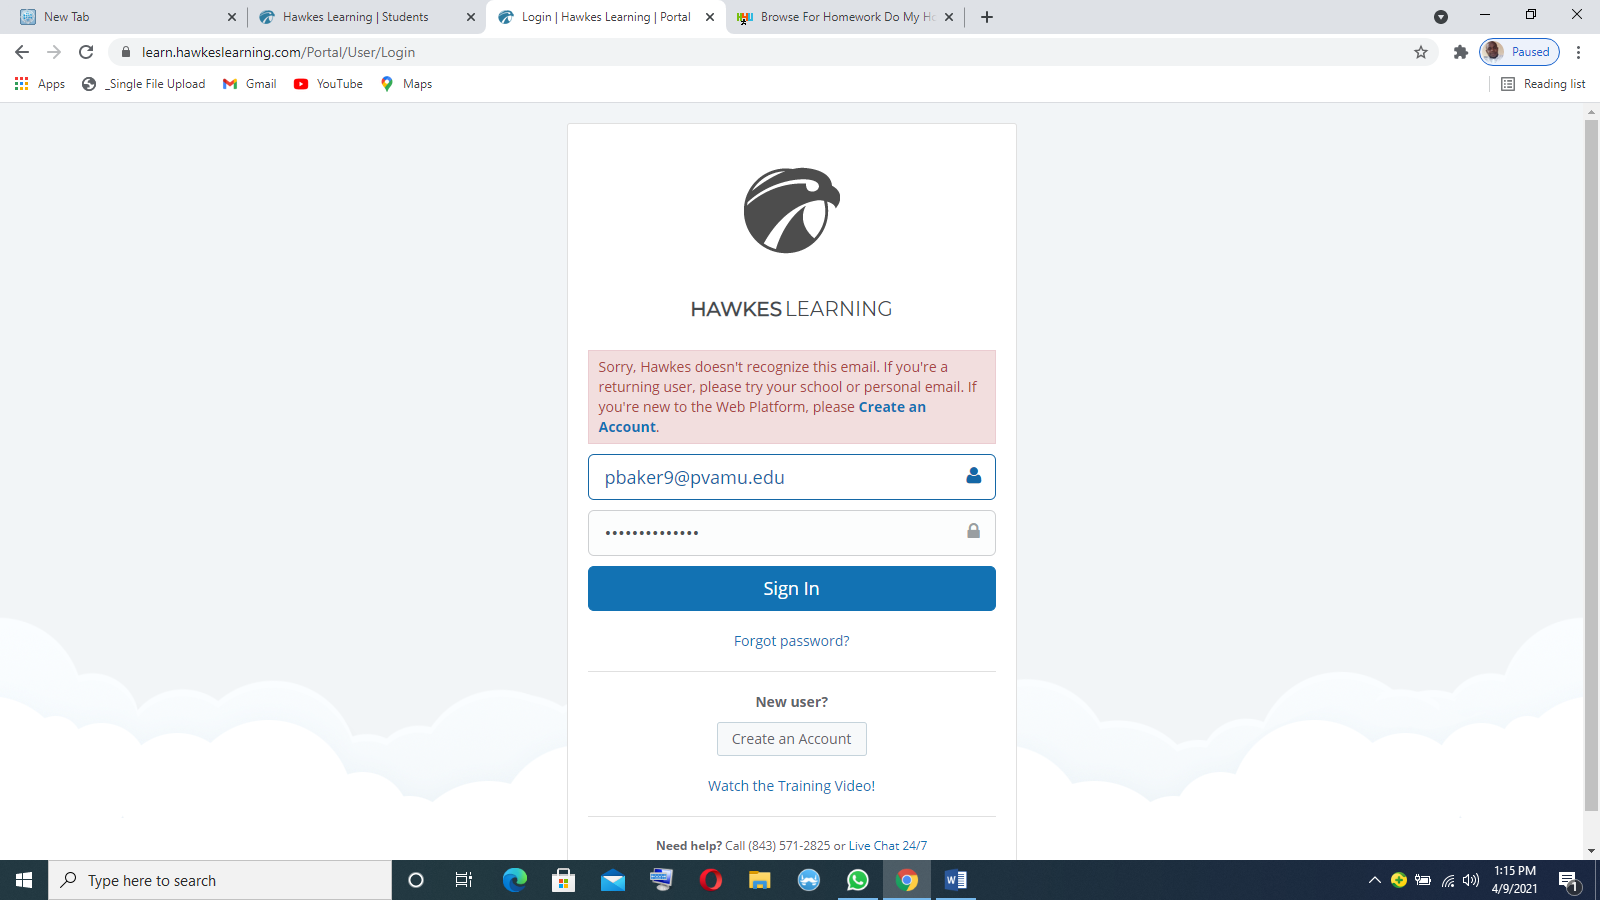 New Tab
Hawkes Learning | Students
Login | Hawkes Learning | Portal
Browse For Homework Do My Ho
learn.hawkeslearning.com/Portal/User/Login
Paused
Apps
_Single File Upload
Gmail
YouTube
Maps
Reading list
HAWKES LEARNING
Sorry, Hawkes doesn't recognize this email. If you're a
returning user, please try your school or personal email. If
you're new to the Web Platform, please Create an
Account.
pbaker9@pvamu.edu
••••••••••••••
Sign In
Forgot password?
New user?
Create an Account
Watch the Training Video!
Need help? Call (843) 571-2825 or Live Chat 24/7
Type here to search
1:15 PM
4/9/2021
1